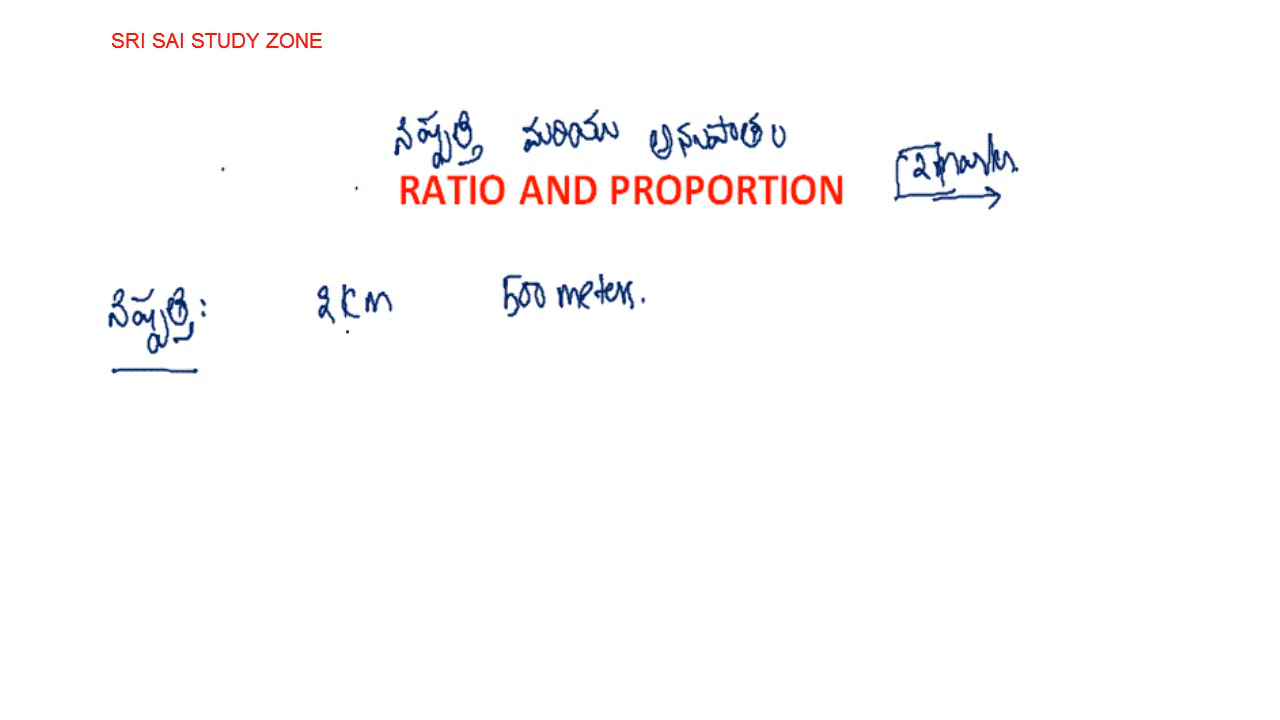 SRI SAI STUDY ZONE
నిష్పత్తి మరియు అనుపాతం
RATIO AND PROPORTION 2 marks.
నిష్పత్తి: 2 Km 500 meters.